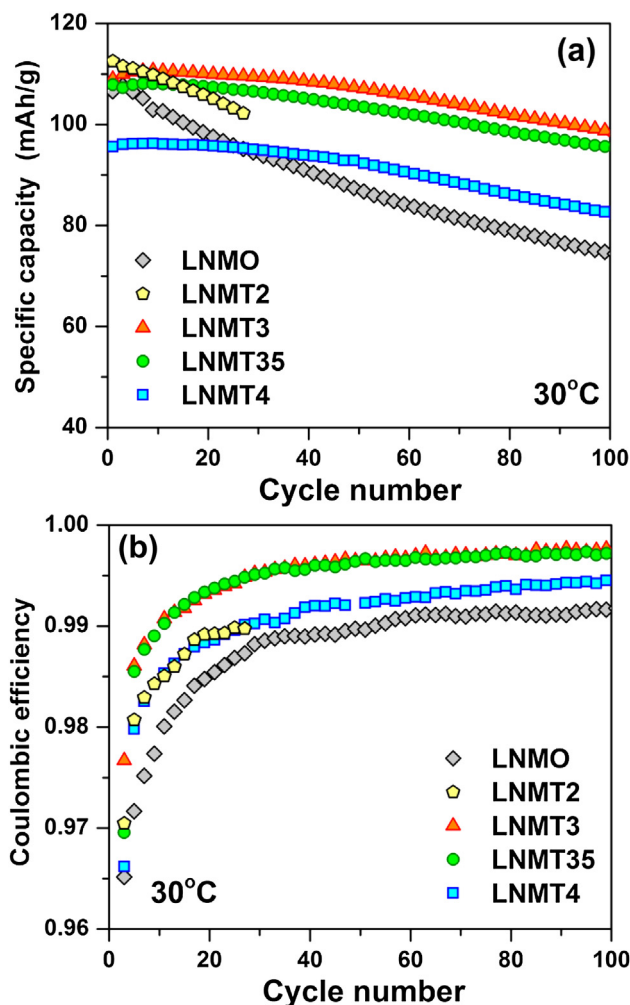 120
(a)
100
80
60
40
Specific capacity (mAh/g)
LNMO
LNMT2
LNMT3
LNMT35
LNMT4
30°C
0 20 40 60 80 100
Cycle number
1.00
(b)
0.99
0.98
0.97
0.96
Coulombic efficiency
LNMO
LNMT2
LNMT3
LNMT35
LNMT4
30°C
0 20 40 60 80 100
Cycle number